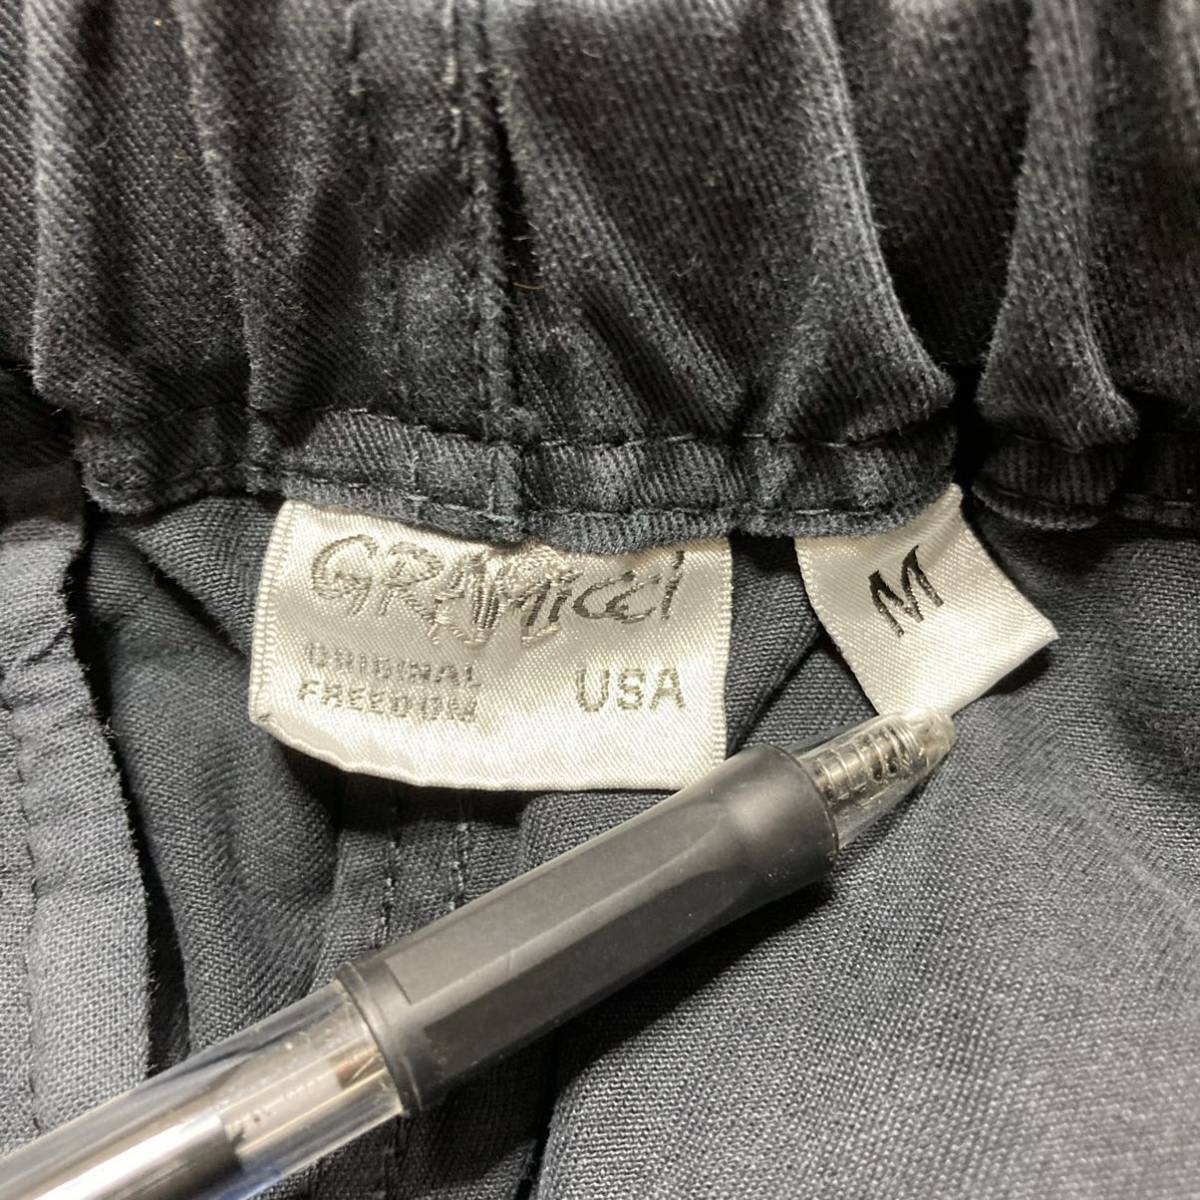 GRAMicci
ORIGINAL
FREEDOM
USA
M